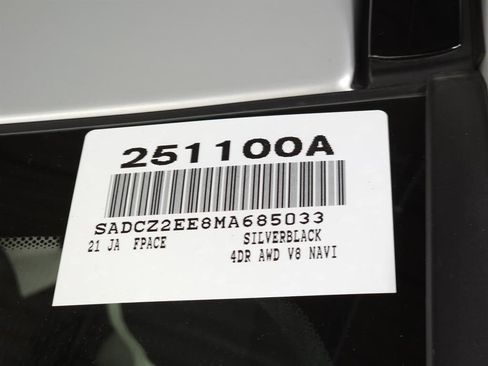 251100A
SADCZ2EE8MA685033
21 JA FPACE SILVERBLACK
4DR AWD V8 NAVI